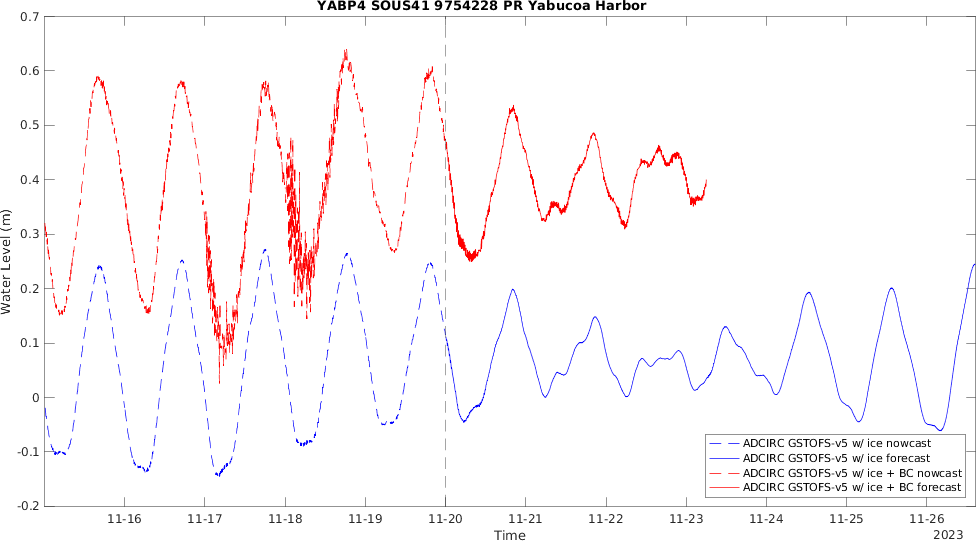 YABP4 SOUS41 9754228 PR Yabucoa Harbor
0.7
0.6
0.5
0.4
0.3
0.2
0.1
0
-0.1
-0.2
Water Level (m)
ADCIRC GSTOFS-v5 w/ ice nowcast
ADCIRC GSTOFS-v5 w/ ice forecast
ADCIRC GSTOFS-v5 w/ ice + BC nowcast
ADCIRC GSTOFS-v5 w/ ice + BC forecast
11-16 11-17 11-18 11-19 11-20 11-21 11-22 11-23 11-24 11-25 11-26
Time 2023